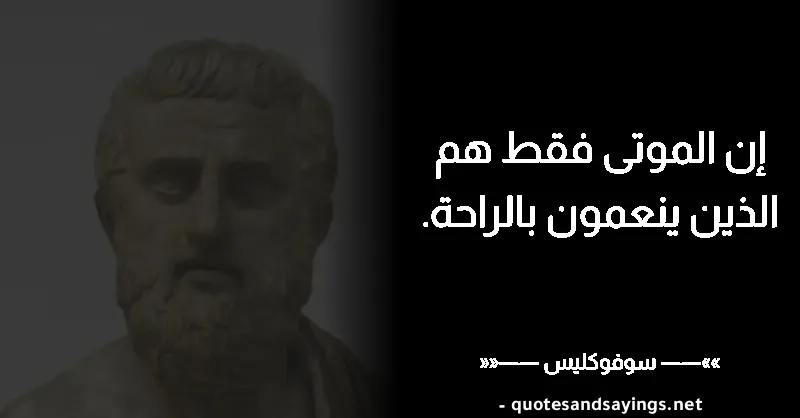 إن الموتى فقط هم
الذين ينعمون بالراحة.
»»—— سوفوكليس ——««
- quotesandsayings.net